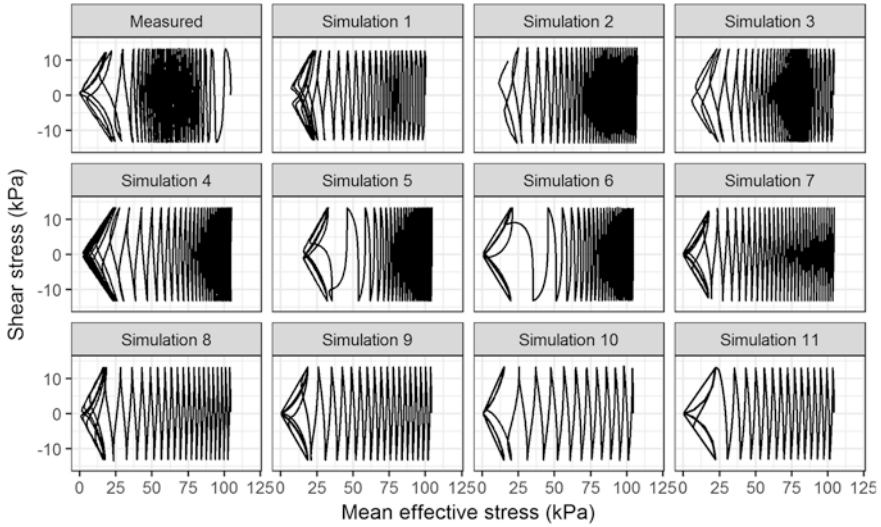 Measured
Simulation 1
Simulation 2
Simulation 3
10
0
-10
Simulation 4
Simulation 5
Simulation 6
Simulation 7
10
0
-10
Shear stress (kPa)
Simulation 8
Simulation 9
Simulation 10
Simulation 11
10
0
-10
0 25 50 75 100 125 0 25 50 75 100 125 0 25 50 75 100 125 0 25 50 75 100 125
Mean effective stress (kPa)